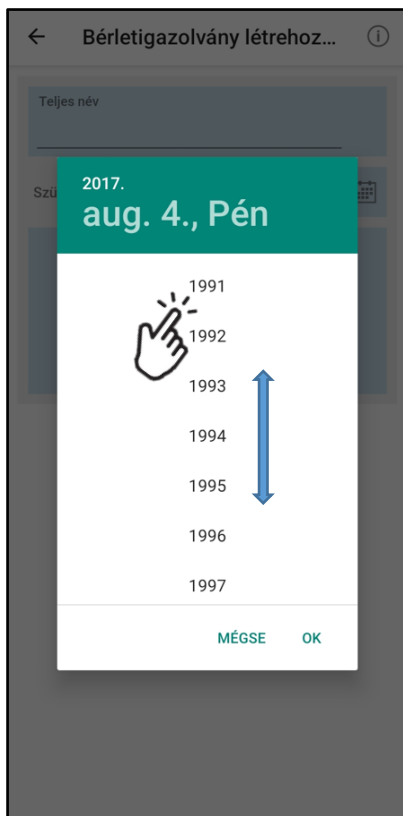 Bérletigazolvány létrehoz...
Teljes név
Szü
2017.
aug. 4., Pén
1991
1992
1993
1994
1995
1996
1997
MÉGSE OK